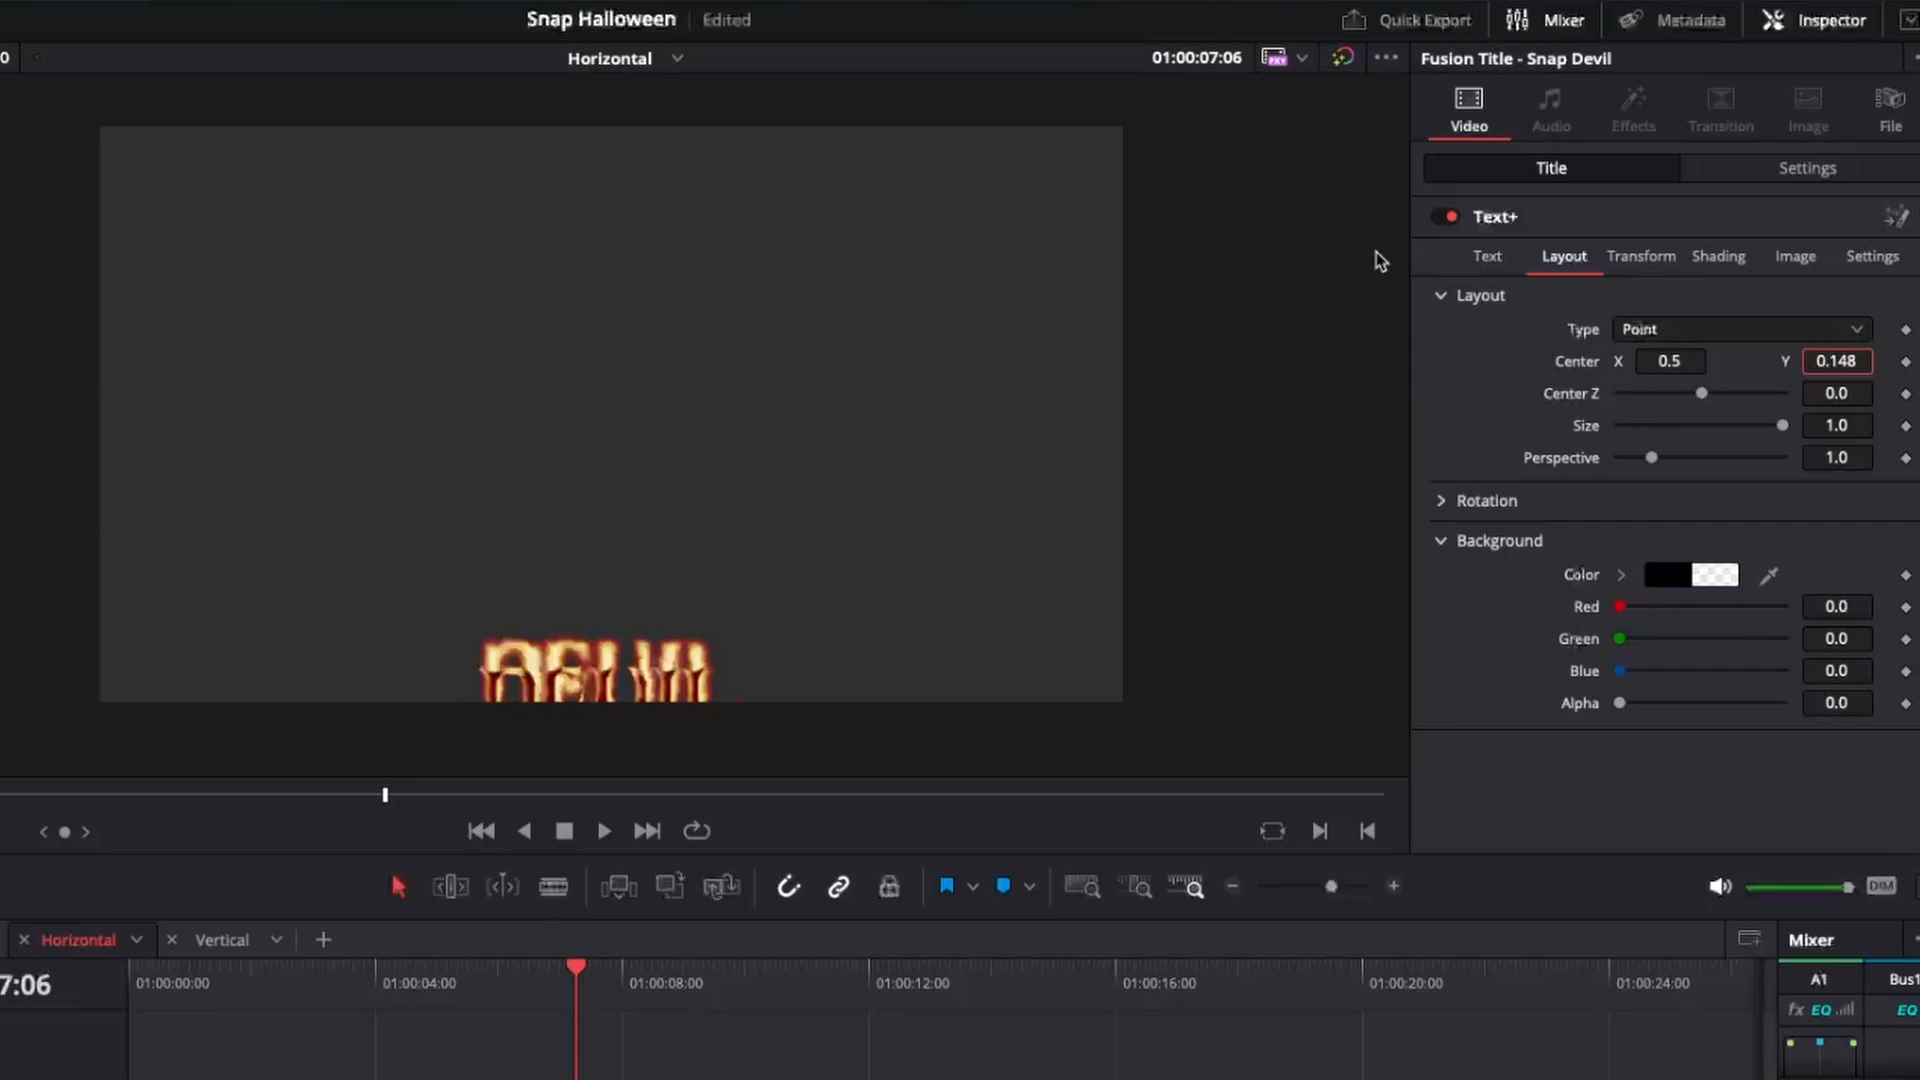 Snap Halloween Edited Quick Export Mixer Metadata Inspector
0 Horizontal 01:00:07:06 PXY Fusion Title - Snap Devil
Video Audio Effects Transition Image File
Title Settings
Text+
Text Layout Transform Shading Image Settings
Layout
Type Point
Center X 0.5 Y 0.148
Center Z 0.0
Size 1.0
Perspective 1.0
Rotation
Background
Color
Red 0.0
Green 0.0
Blue 0.0
Alpha 0.0
DIM
Horizontal Vertical Mixer
7:06 01:00:00:00 01:00:04:00 01:00:08:00 01:00:12:00 01:00:16:00 01:00:20:00 01:00:24:00 A1 Bus1
fx EQ EQ